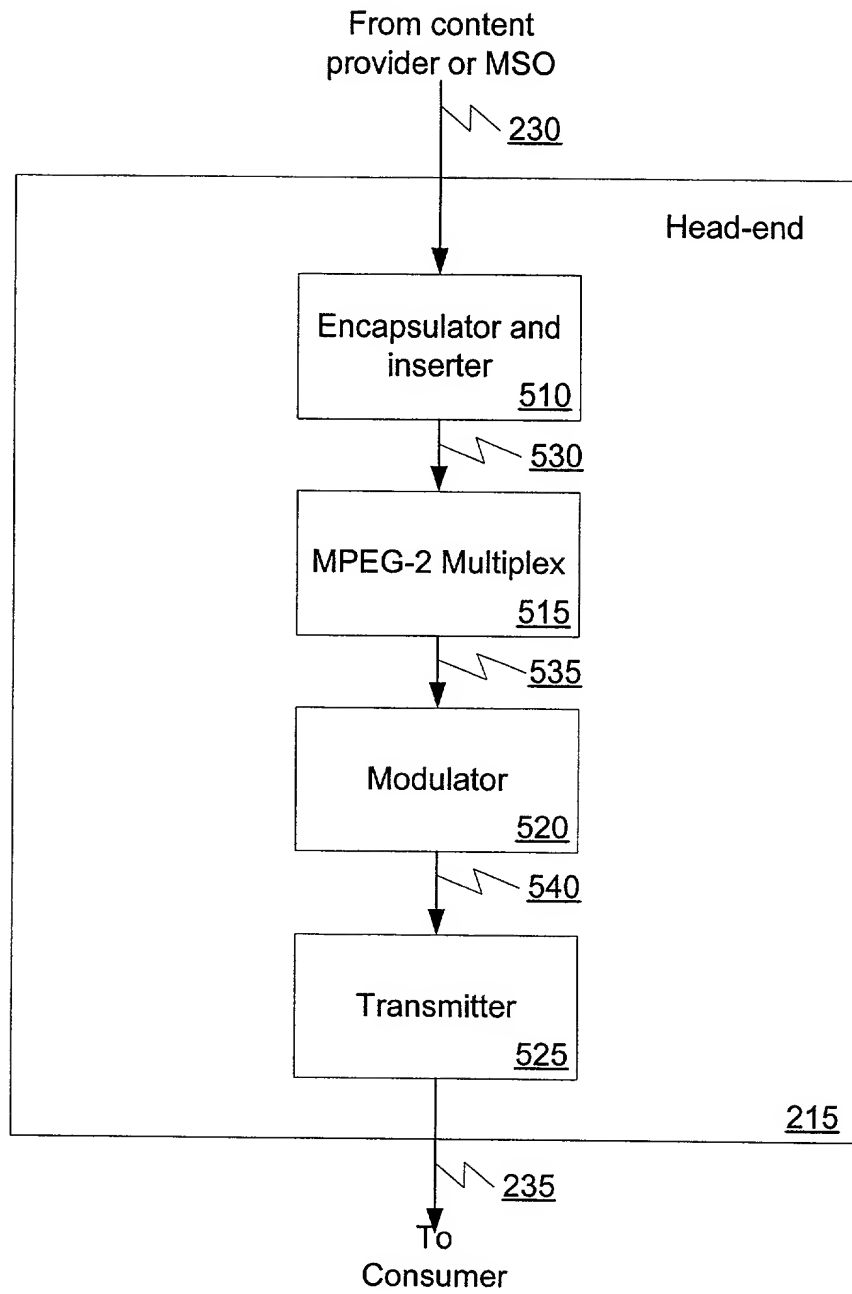 From content
provider or MSO
230
Head-end
Encapsulator and
inserter
510
530
MPEG-2 Multiplex
515
535
Modulator
520
540
Transmitter
525
215
235
To
Consumer